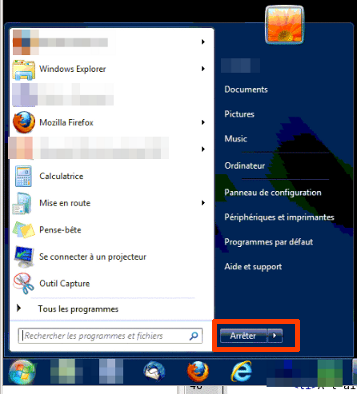 Windows Explorer
Mozilla Firefox
Calculatrice
Mise en route
Pense-bête
Se connecter à un projecteur
Outil Capture
Tous les programmes
Rechercher les programmes et fichiers
Documents
Pictures
Music
Ordinateur
Panneau de configuration
Périphériques et imprimantes
Programmes par défaut
Aide et support
Arrêter